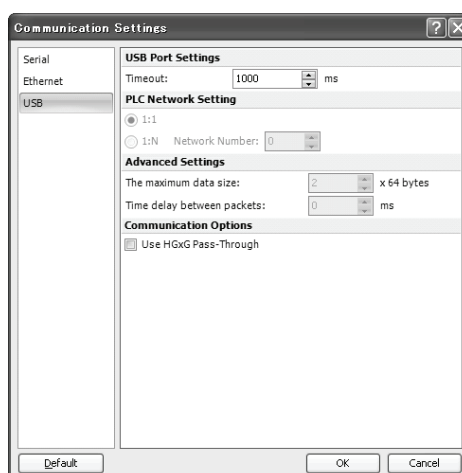 Communication Settings
Serial
Ethernet
USB
USB Port Settings
Timeout: 1000 ms
PLC Network Setting
1:1
1:N Network Number: 0
Advanced Settings
The maximum data size: 2 x 64 bytes
Time delay between packets: 0 ms
Communication Options
Use HGxG Pass-Through
Default OK Cancel